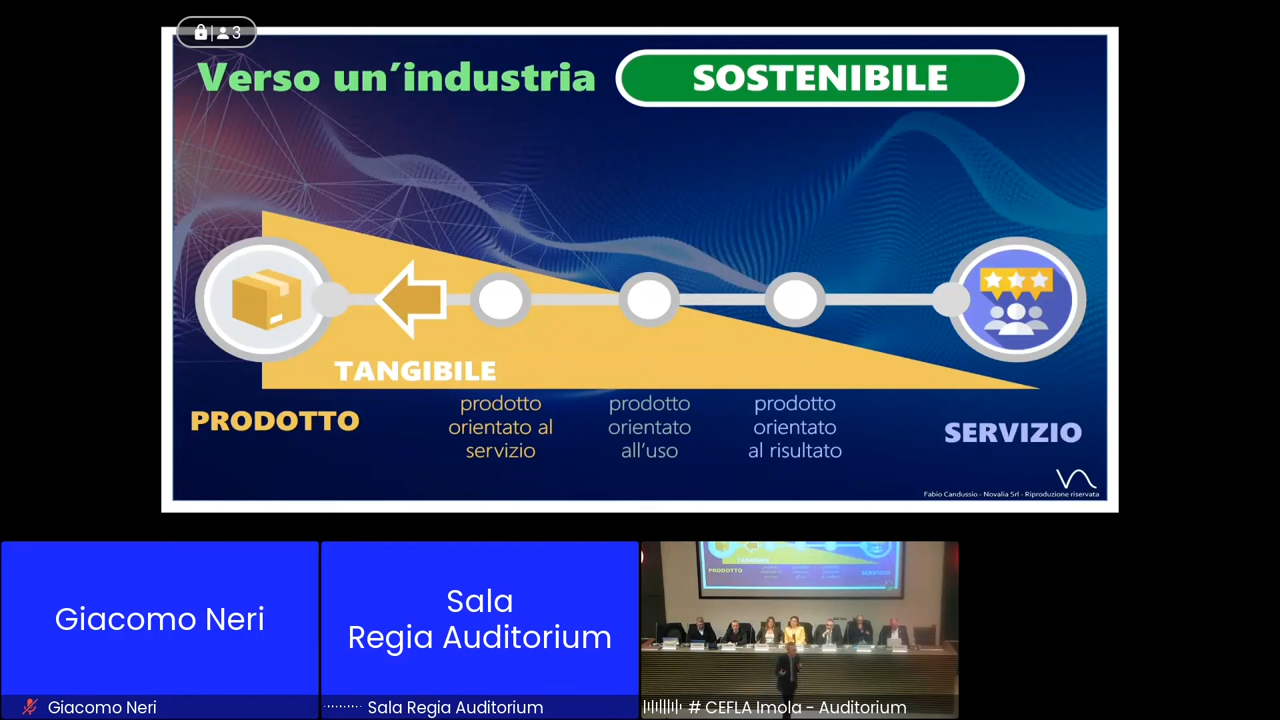 3
Verso un'industria
SOSTENIBILE
TANGIBILE
PRODOTTO
prodotto
orientato al
servizio
prodotto
orientato
all'uso
prodotto
orientato
al risultato
SERVIZIO
Fabio Candussio - Novalia Srl - Riproduzione riservata
Giacomo Neri
Sala
Regia Auditorium
PRODOTTO
SERVIZIO
Giacomo Neri
Sala Regia Auditorium
# CEFLA Imola - Auditorium